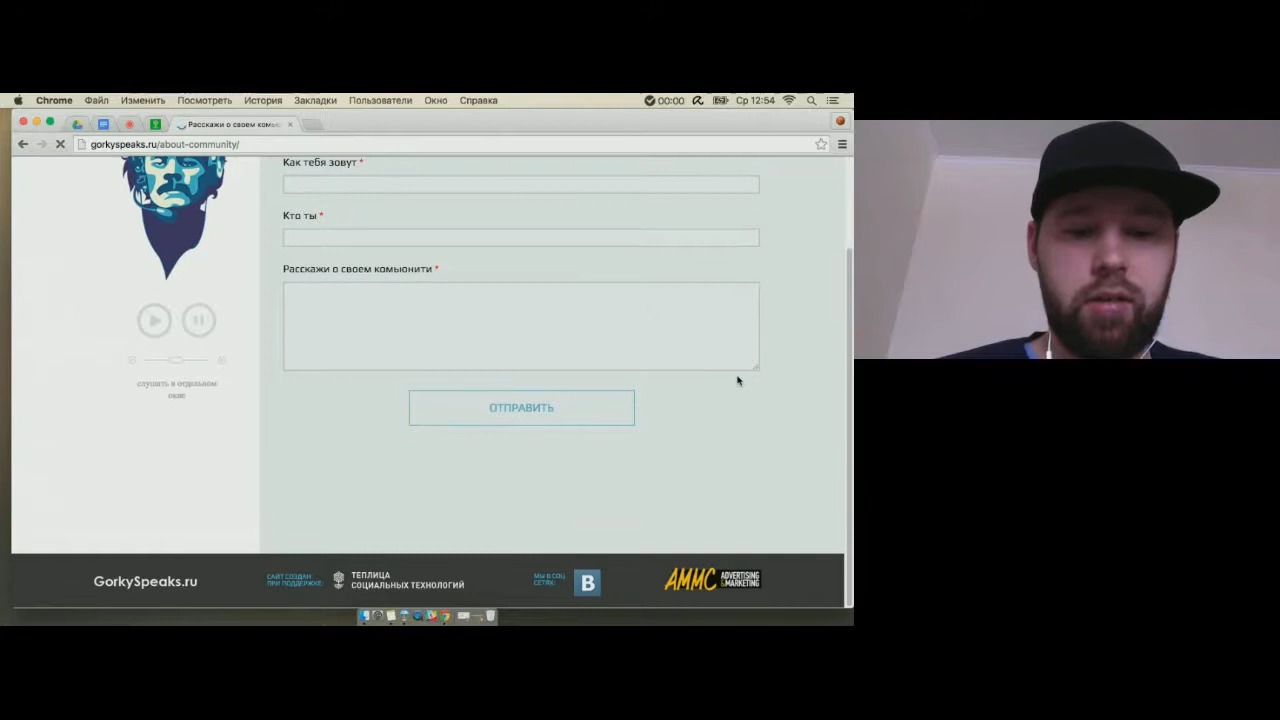 Chrome Файл Изменить Посмотреть История Закладки Пользователи Окно Справка 00:00 Ср 12:54
Расскажи о своем комью
gorkyspeaks.ru/about-community/
Как тебя зовут *
Кто ты *
Расскажи о своем комьюнити *
ОТПРАВИТЬ
слушать в отдельном
окне
GorkySpeaks.ru
САЙТ СОЗДАН
ПРИ ПОДДЕРЖКЕ:
ТЕПЛИЦА
СОЦИАЛЬНЫХ ТЕХНОЛОГИЙ
МЫ В СОЦ
СЕТЯХ:
B
АММС ADVERTISING
&MARKETING